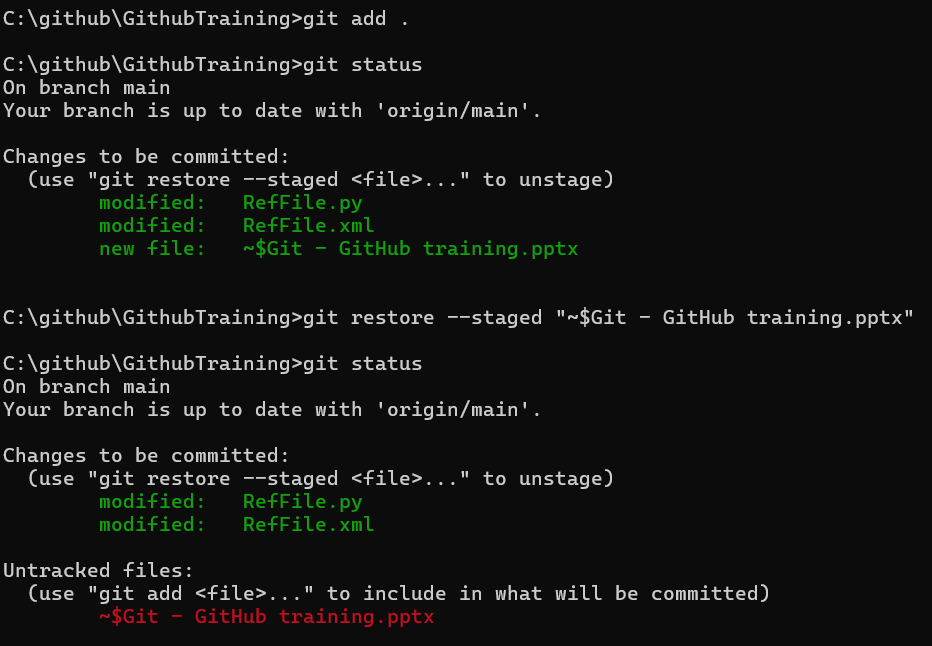 C:\github\GithubTraining>git add .
C:\github\GithubTraining>git status
On branch main
Your branch is up to date with 'origin/main'.
Changes to be committed:
  (use "git restore --staged <file>..." to unstage)
        modified:   RefFile.py
        modified:   RefFile.xml
        new file:   ~$Git - GitHub training.pptx
C:\github\GithubTraining>git restore --staged "~$Git - GitHub training.pptx"
C:\github\GithubTraining>git status
On branch main
Your branch is up to date with 'origin/main'.
Changes to be committed:
  (use "git restore --staged <file>..." to unstage)
        modified:   RefFile.py
        modified:   RefFile.xml
Untracked files:
  (use "git add <file>..." to include in what will be committed)
        ~$Git - GitHub training.pptx